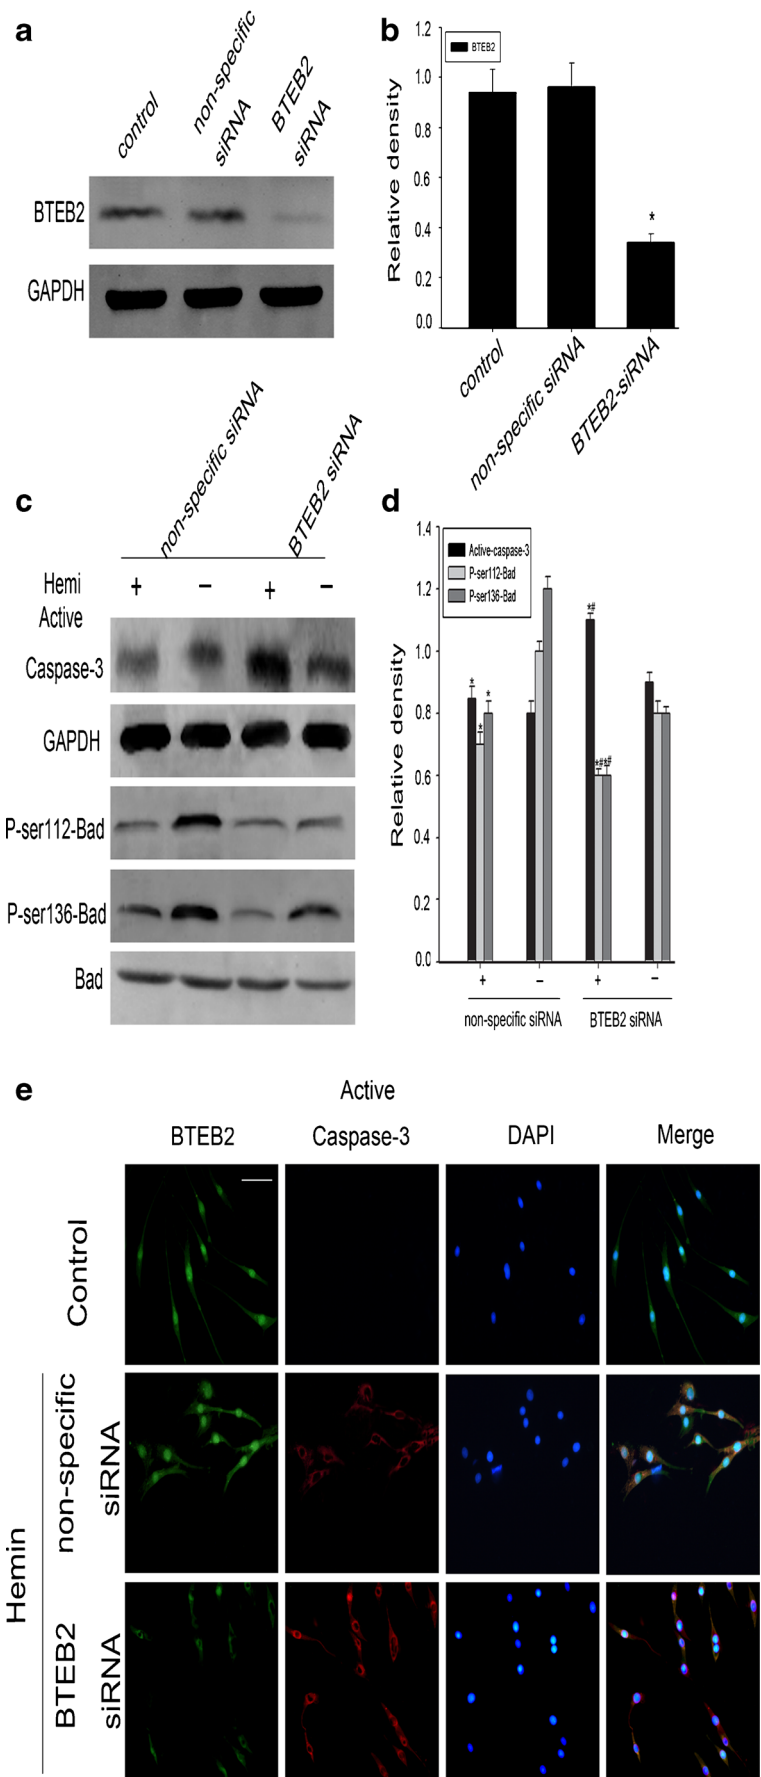 a
control
non-specific
siRNA
BTEB2
siRNA
BTEB2
GAPDH
b
BTEB2
Relative density
1.2
1.0
0.8
0.6
0.4
0.2
0.0
*
control
non-specific siRNA
BTEB2-siRNA
c
non-specific siRNA
BTEB2 siRNA
Hemi + − + −
Active
Caspase-3
GAPDH
P-ser112-Bad
P-ser136-Bad
Bad
d
Active-caspase-3
P-ser112-Bad
P-ser136-Bad
Relative density
1.4
1.2
1.0
0.8
0.6
0.4
0.2
0.0
*
*
*
*#
*#*#
+ − + −
non-specific siRNA BTEB2 siRNA
e
Active
BTEB2 Caspase-3 DAPI Merge
Control
Hemin
non-specific
siRNA
BTEB2
siRNA